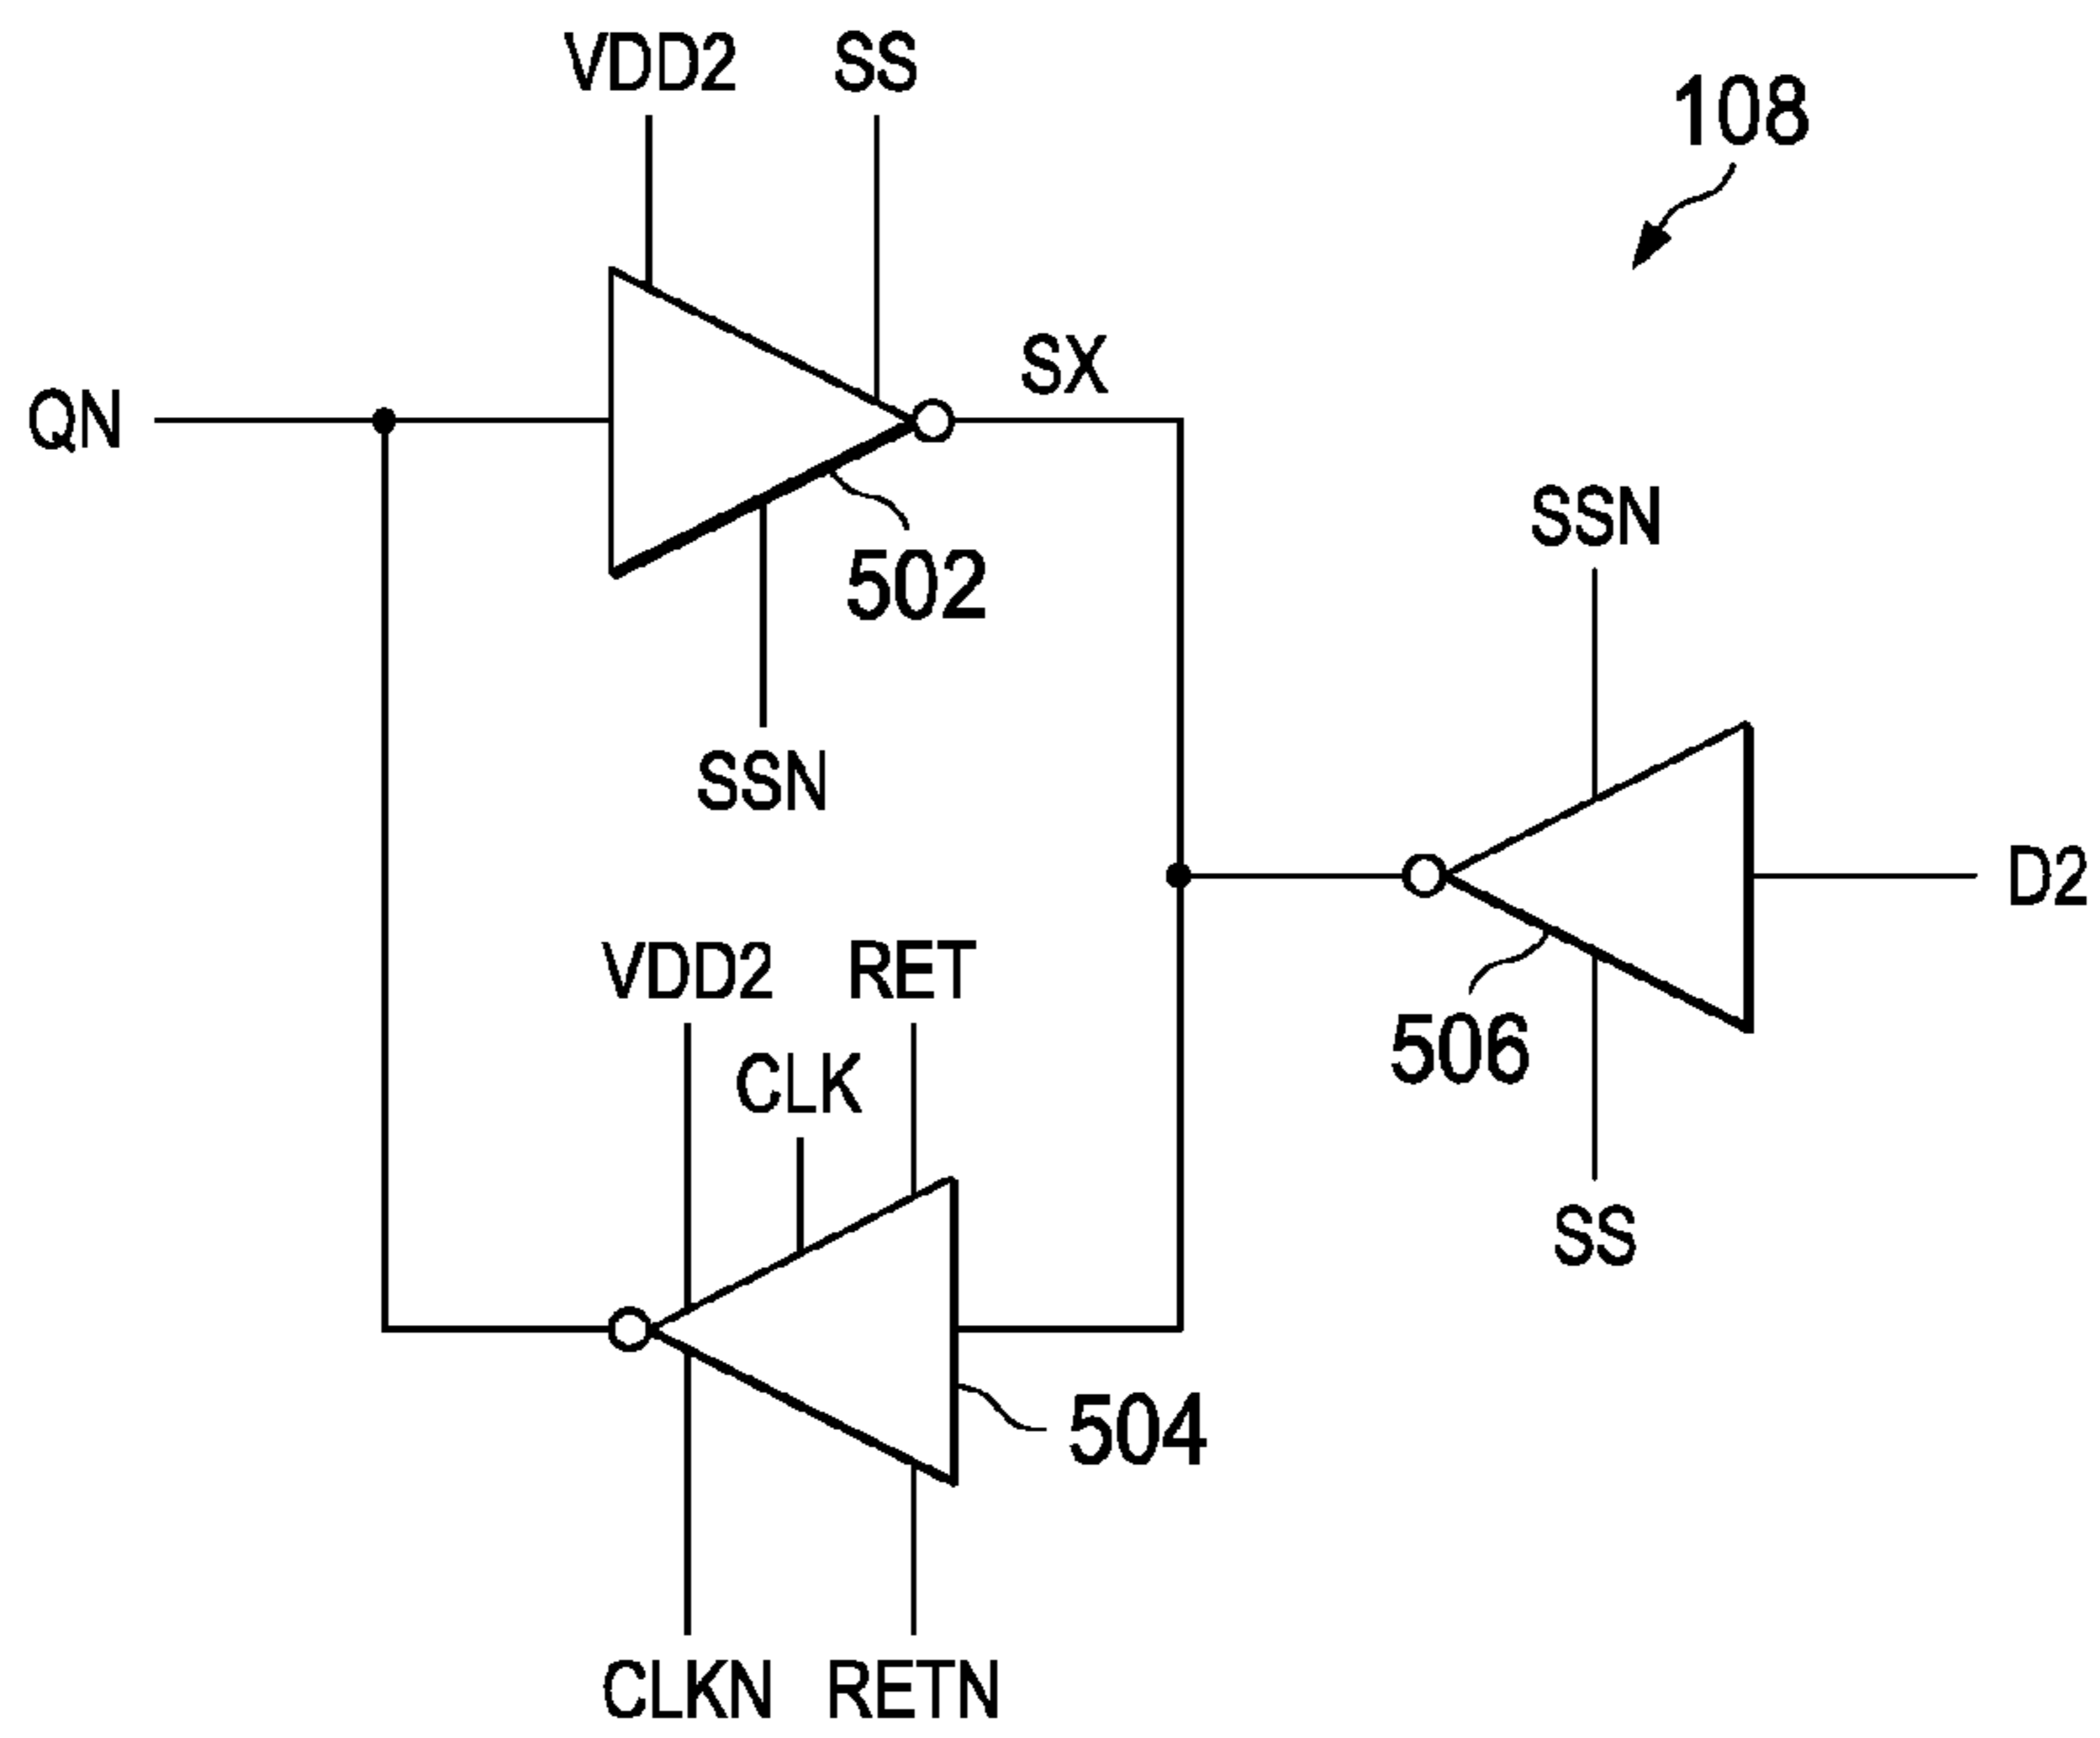 VDD2 SS
108
SX
QN
SSN
502
SSN
D2
VDD2 RET
506
CLK
SS
504
CLKN RETN